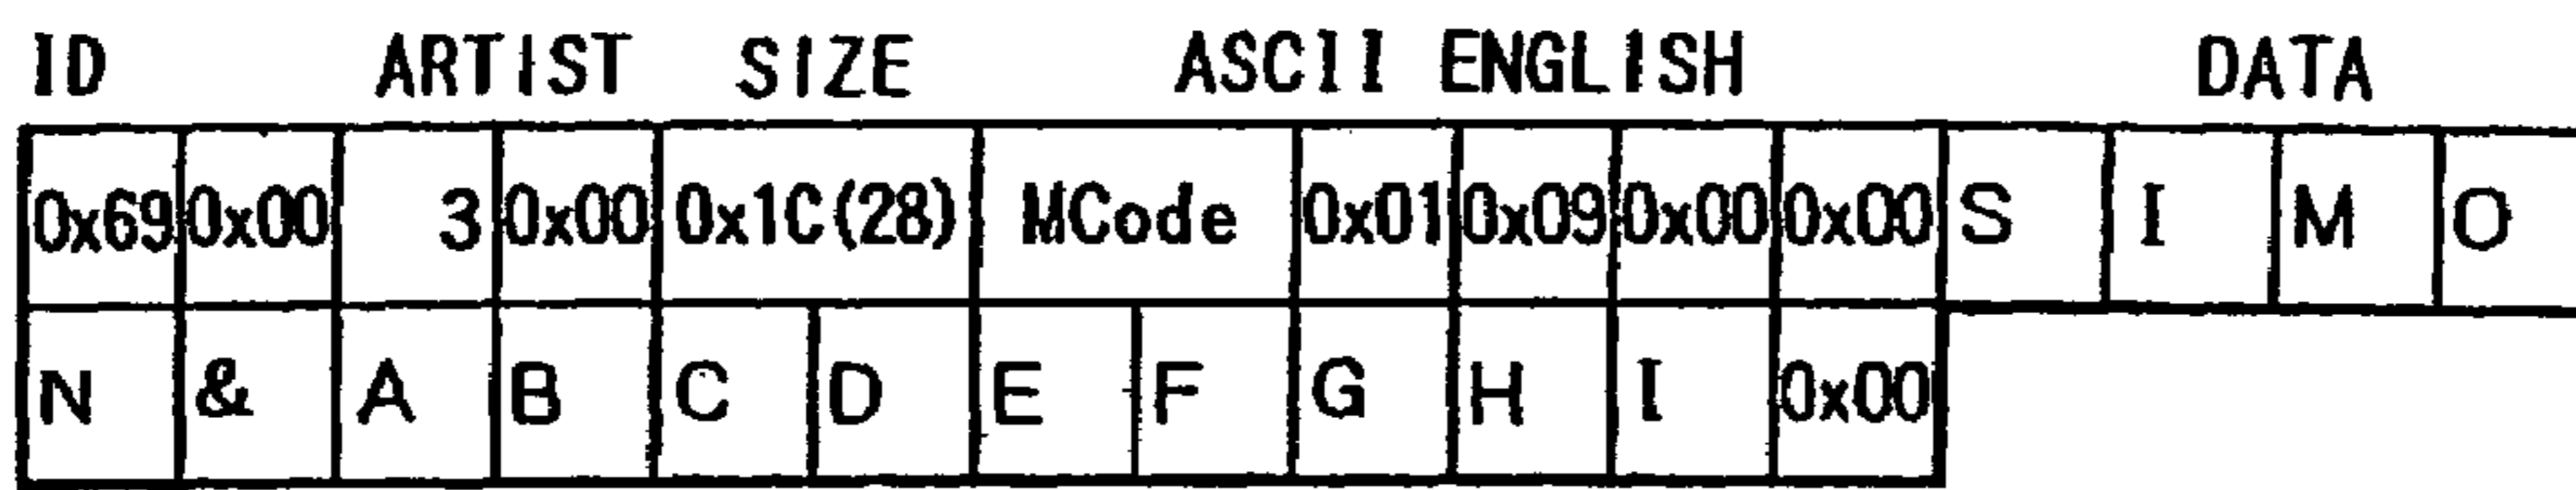 ID ARTIST SIZE ASCII ENGLISH DATA
0x69 0x00 3 0x00 0x1C(28) MCode 0x01 0x09 0x00 0x00 S I M O
N & A B C D E F G H I 0x00